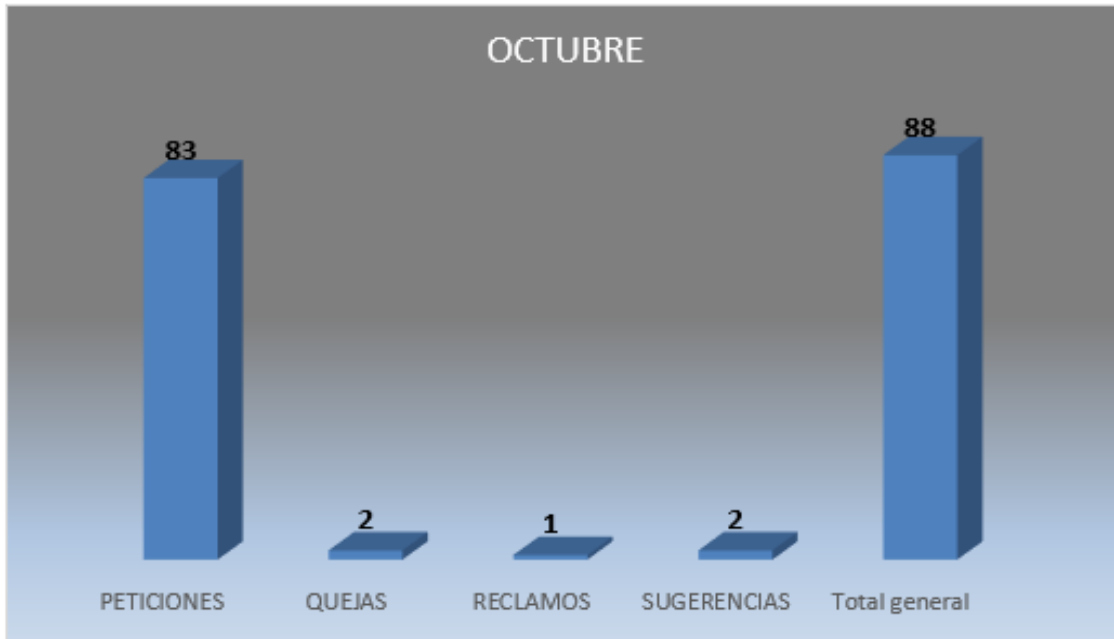 OCTUBRE
83
2
1
2
88
PETICIONES
QUEJAS
RECLAMOS
SUGERENCIAS
Total general